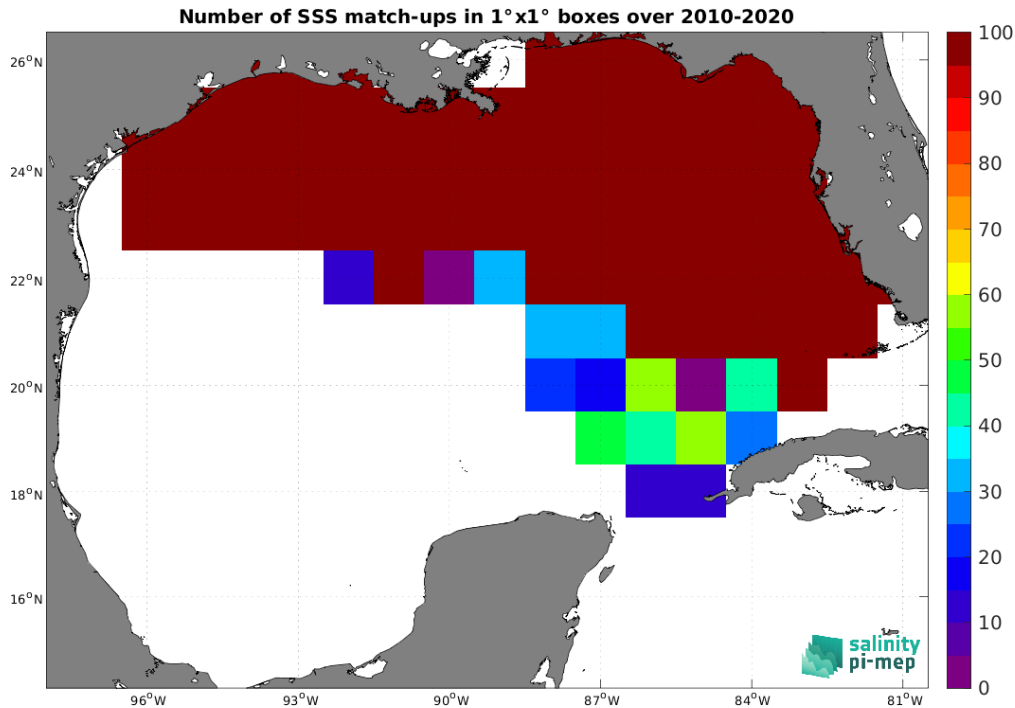 Number of SSS match-ups in 1°x1° boxes over 2010-2020
26°N
24°N
22°N
20°N
18°N
16°N
96°W
93°W
90°W
87°W
84°W
81°W
100
90
80
70
60
50
40
30
20
10
0
salinity
pi-mep